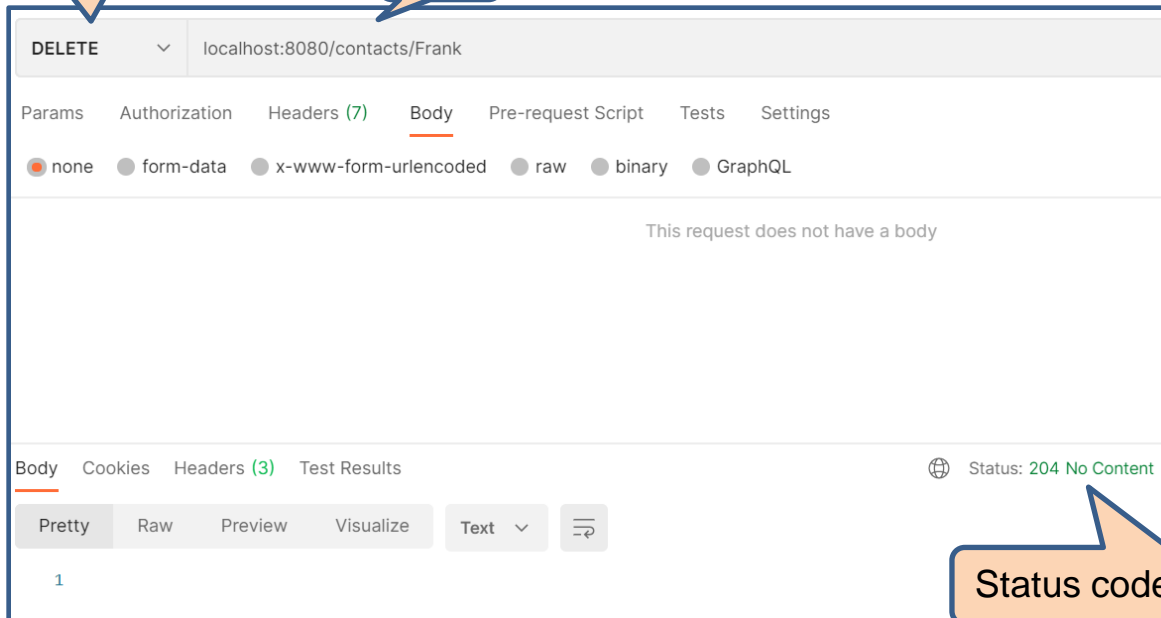 DELETE localhost:8080/contacts/Frank
Params Authorization Headers (7) Body Pre-request Script Tests Settings
none form-data x-www-form-urlencoded raw binary GraphQL
This request does not have a body
Body Cookies Headers (3) Test Results Status: 204 No Content
Pretty Raw Preview Visualize Text
1
Status code